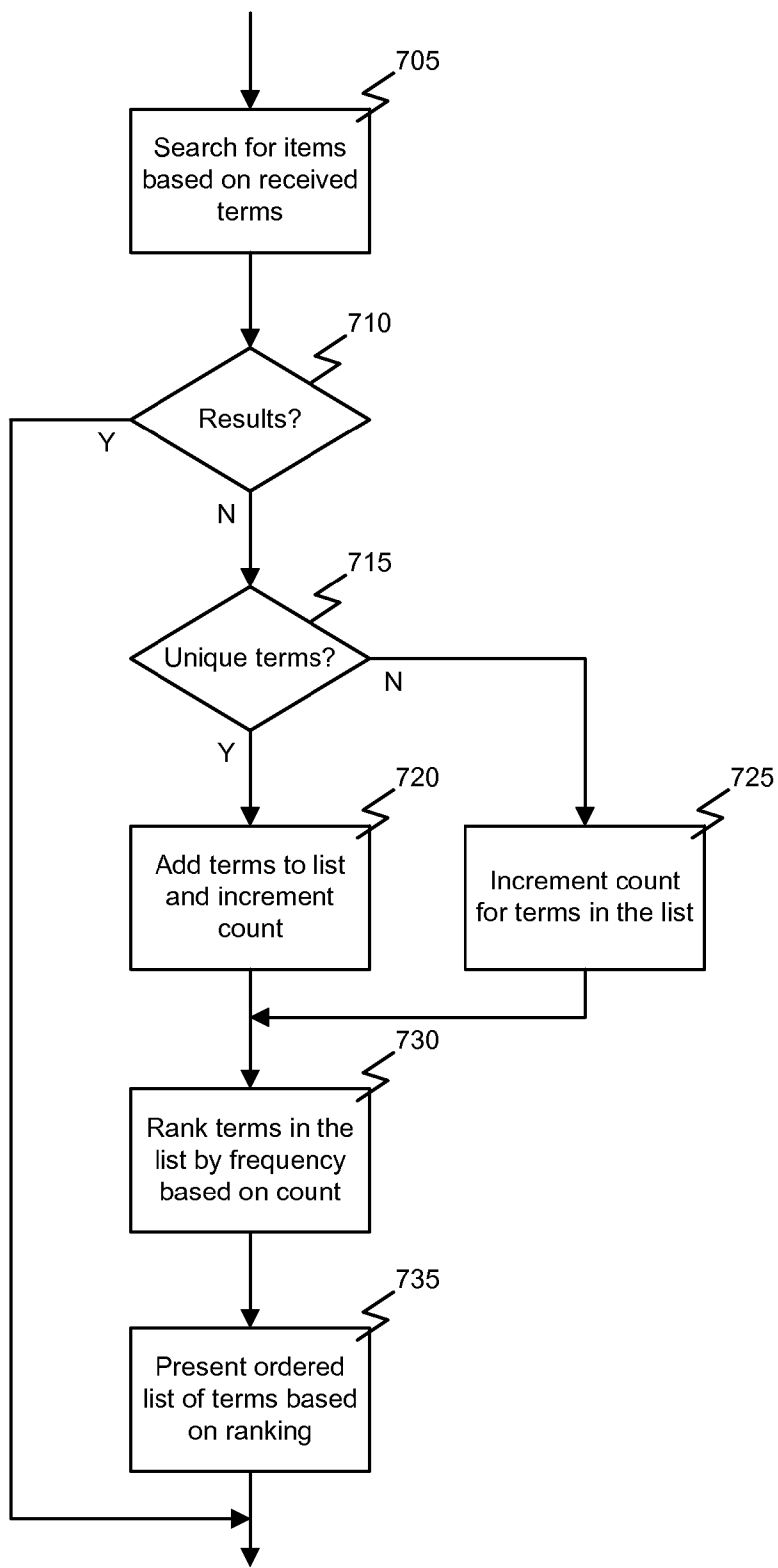 705
Search for items
based on received
terms
710
Results?
Y
N
715
Unique terms?
N
Y
720
725
Add terms to list
and increment
count
Increment count
for terms in the list
730
Rank terms in the
list by frequency
based on count
735
Present ordered
list of terms based
on ranking